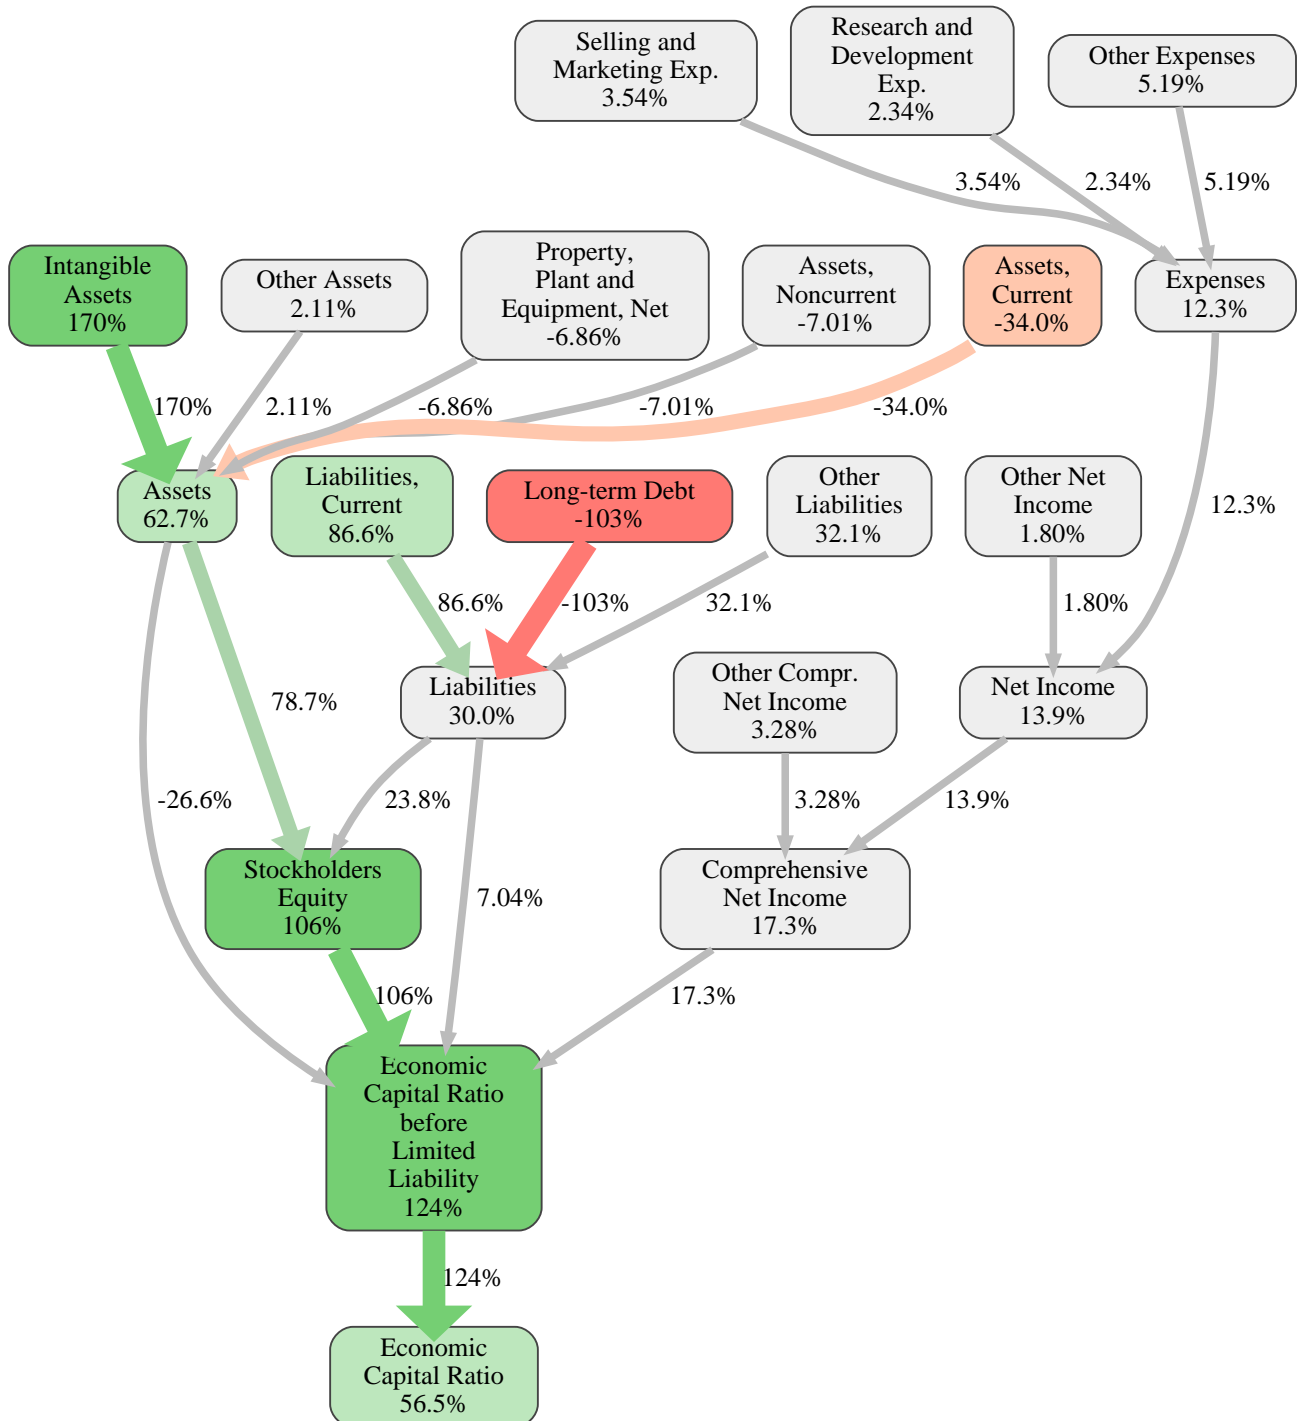 Selling and
Marketing Exp.
3.54%
Research and
Development
Exp.
2.34%
Other Expenses
5.19%
3.54%
2.34%
5.19%
Intangible
Assets
170%
Other Assets
2.11%
Property,
Plant and
Equipment, Net
-6.86%
Assets,
Noncurrent
-7.01%
Assets,
Current
-34.0%
Expenses
12.3%
170%
2.11%
-6.86%
-7.01%
-34.0%
Assets
62.7%
Liabilities,
Current
86.6%
Long-term Debt
-103%
Other
Liabilities
32.1%
Other Net
Income
1.80%
12.3%
86.6%
-103%
32.1%
1.80%
78.7%
Liabilities
30.0%
Other Compr.
Net Income
3.28%
Net Income
13.9%
-26.6%
23.8%
3.28%
13.9%
Stockholders
Equity
106%
7.04%
Comprehensive
Net Income
17.3%
106%
17.3%
Economic
Capital Ratio
before
Limited
Liability
124%
124%
Economic
Capital Ratio
56.5%